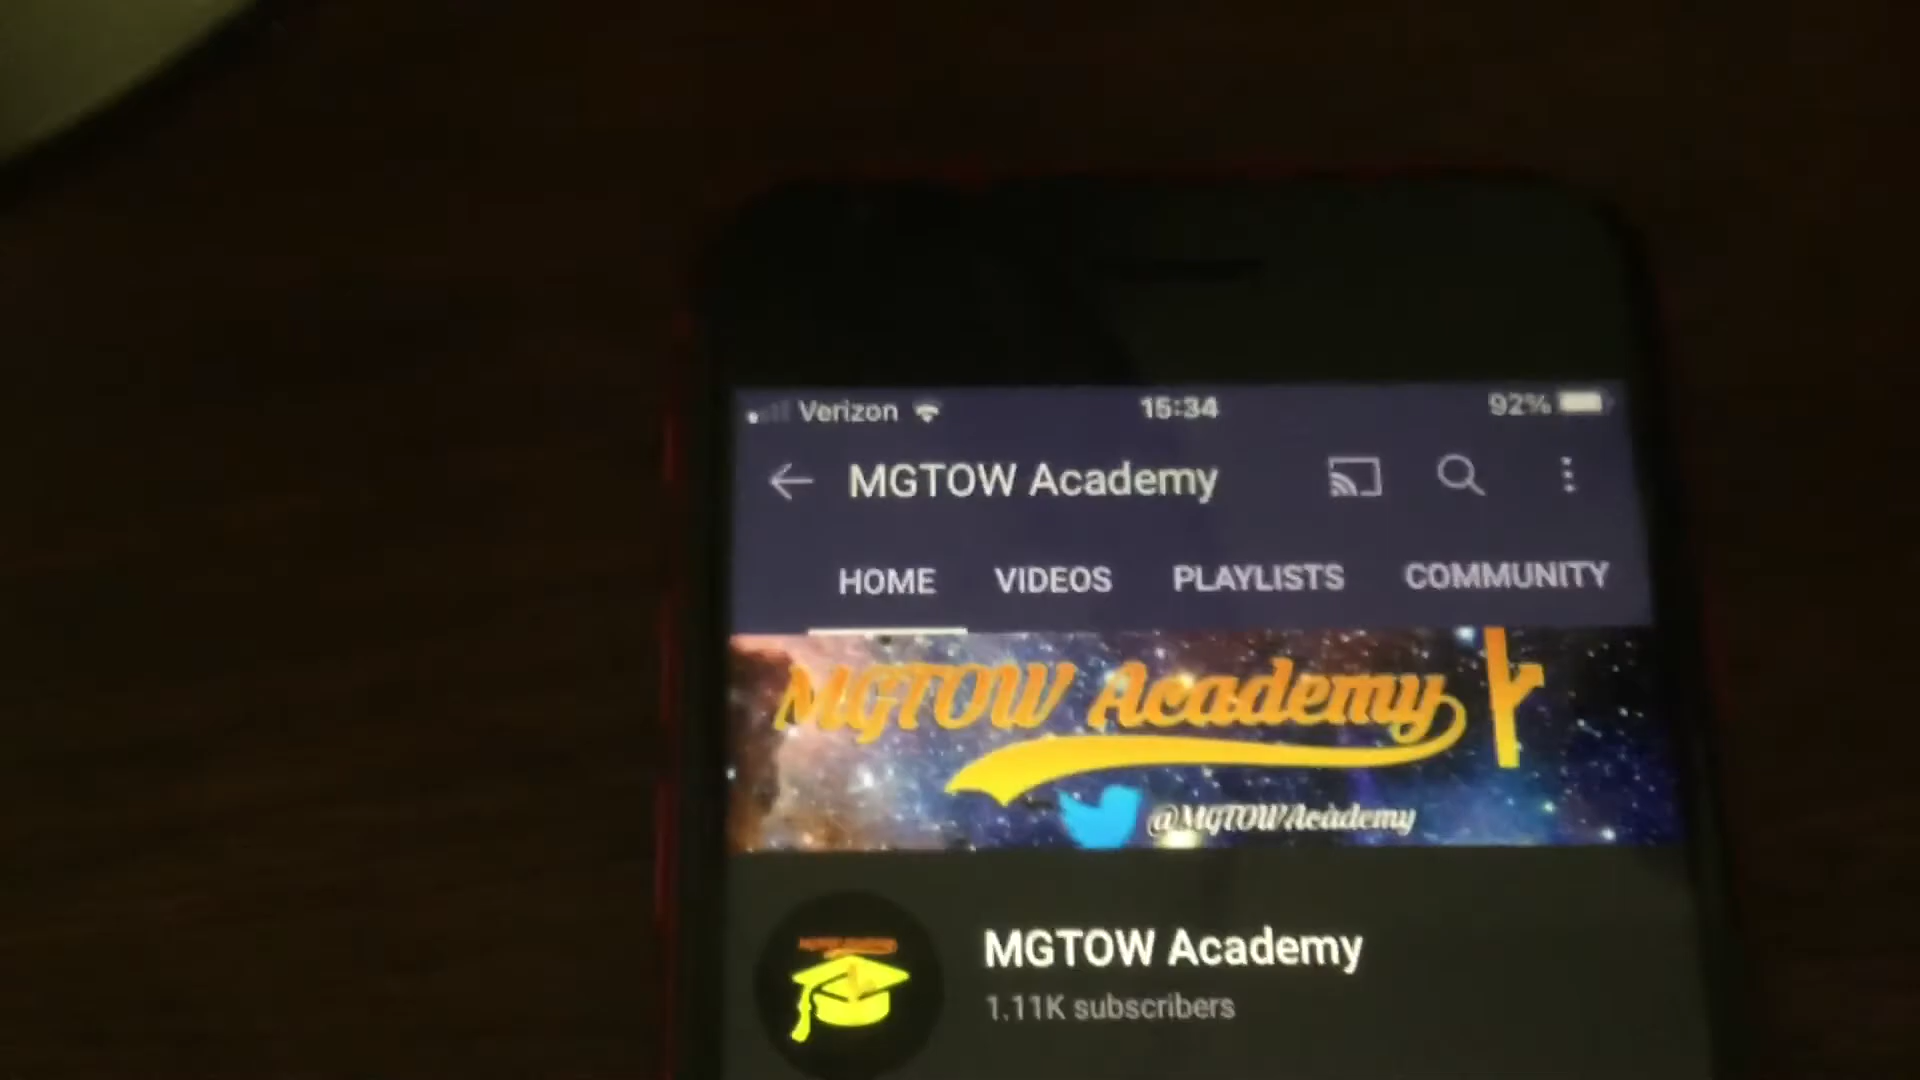 Verizon 15:34 92%
MGTOW Academy
HOME VIDEOS PLAYLISTS COMMUNITY
MGTOW Academy
@MGTOWAcademy
MGTOW Academy
1.11K subscribers